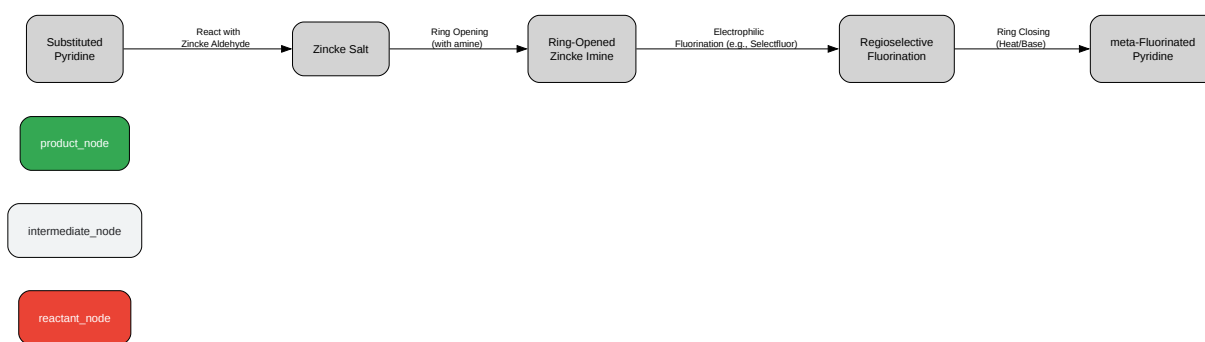 Substituted
Pyridine
React with
Zincke Aldehyde
Zincke Salt
Ring Opening
(with amine)
Ring-Opened
Zincke Imine
Electrophilic
Fluorination (e.g., Selectfluor)
Regioselective
Fluorination
Ring Closing
(Heat/Base)
meta-Fluorinated
Pyridine
product_node
intermediate_node
reactant_node